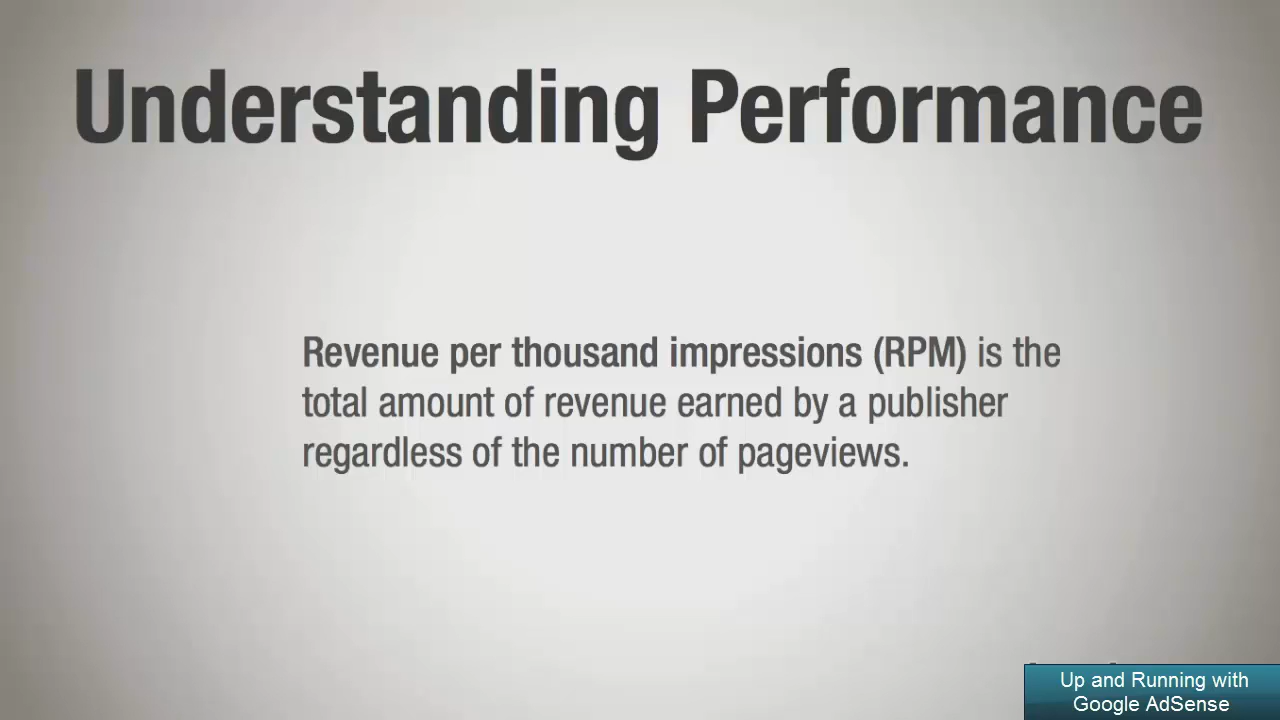 Understanding Performance
Revenue per thousand impressions (RPM) is the
total amount of revenue earned by a publisher
regardless of the number of pageviews.
Up and Running with
Google AdSense